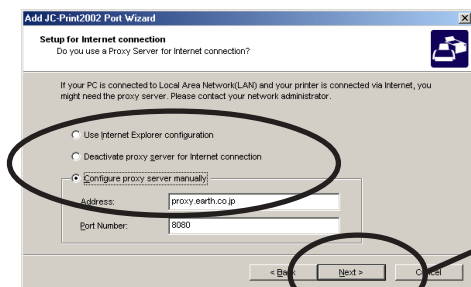 Add JC-Print2002 Port Wizard
Setup for Internet connection
Do you use a Proxy Server for Internet connection?
If your PC is connected to Local Area Network(LAN) and your printer is connected via Internet, you
might need the proxy server. Please contact your network administrator.
Use Internet Explorer configuration
Deactivate proxy server for Internet connection
Configure proxy server manually
Address: proxy.earth.co.jp
Port Number: 8080
< Back Next > Cancel